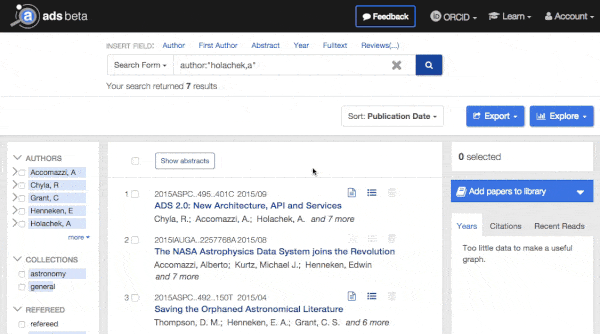 a ads beta
Feedback
ORCID
Learn
Account
INSERT FIELD: Author First Author Abstract Year Fulltext Reviews(...)
Search Form
author:"holachek,a"
Your search returned 7 results
Sort: Publication Date
Export
Explore
AUTHORS
Accomazzi, A
Chyla, R
Grant, C
Henneken, E
Holachek, A
more
COLLECTIONS
astronomy
general
REFEREED
refereed
Show abstracts
1 2015ASPC..495..401C 2015/09
ADS 2.0: New Architecture, API and Services
Chyla, R.; Accomazzi, A.; Holachek, A. and 7 more
2 2015IAUGA..2257768A 2015/08
The NASA Astrophysics Data System joins the Revolution
Accomazzi, Alberto; Kurtz, Michael J.; Henneken, Edwin
and 7 more
3 2015ASPC..492..150T 2015/04
Saving the Orphaned Astronomical Literature
Thompson, D. M.; Henneken, E. A.; Grant, C. S. and 6 more
0 selected
Add papers to library
Years Citations Recent Reads
Too little data to make a useful
graph.